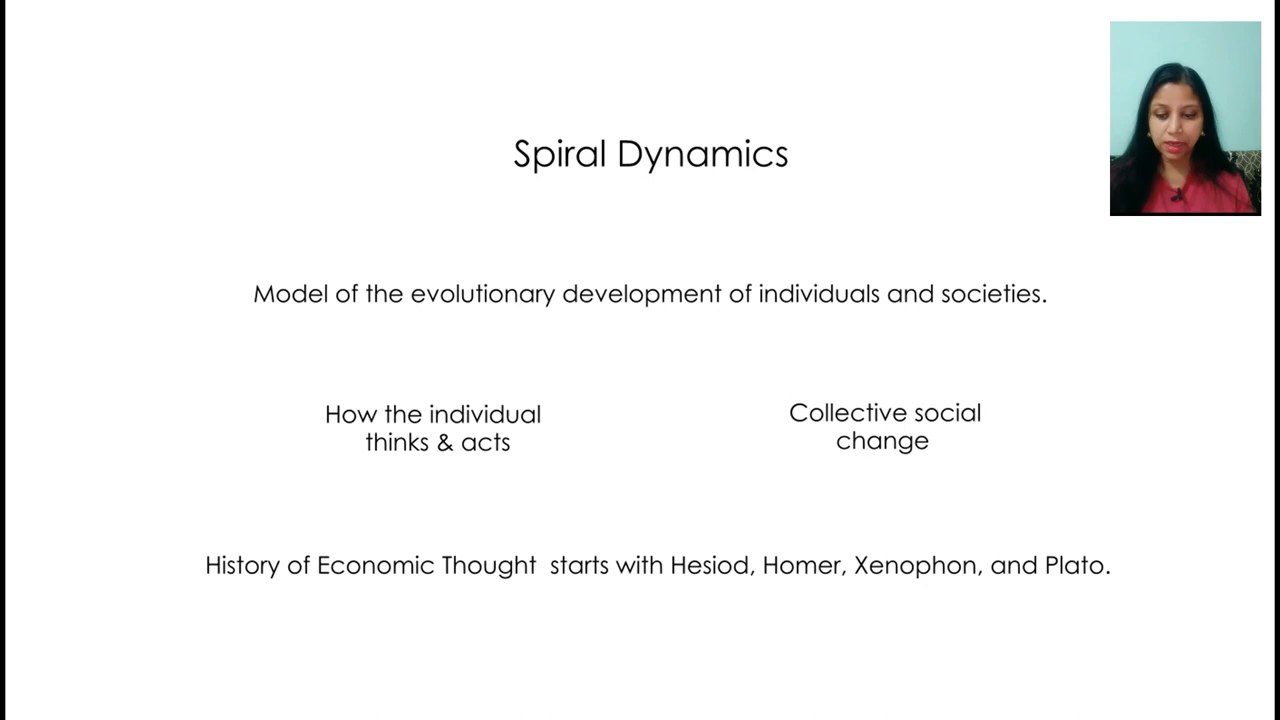 Spiral Dynamics
Model of the evolutionary development of individuals and societies.
How the individual
thinks & acts
Collective social
change
History of Economic Thought  starts with Hesiod, Homer, Xenophon, and Plato.